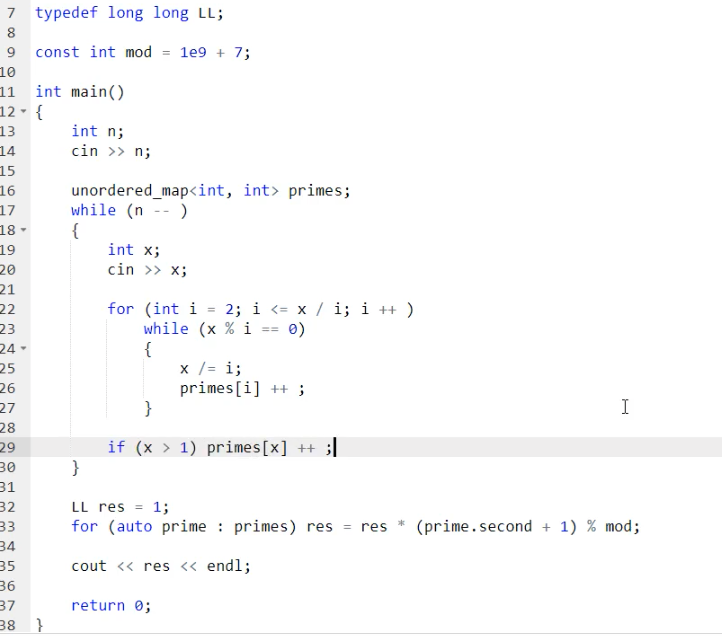 7 typedef long long LL;
8
9 const int mod = 1e9 + 7;
10
11 int main()
12 {
13 int n;
14 cin >> n;
15
16 unordered_map<int, int> primes;
17 while (n -- )
18 {
19 int x;
20 cin >> x;
21
22 for (int i = 2; i <= x / i; i ++ )
23 while (x % i == 0)
24 {
25 x /= i;
26 primes[i] ++ ;
27 }
28
29 if (x > 1) primes[x] ++ ;
30 }
31
32 LL res = 1;
33 for (auto prime : primes) res = res * (prime.second + 1) % mod;
34
35 cout << res << endl;
36
37 return 0;
38 }